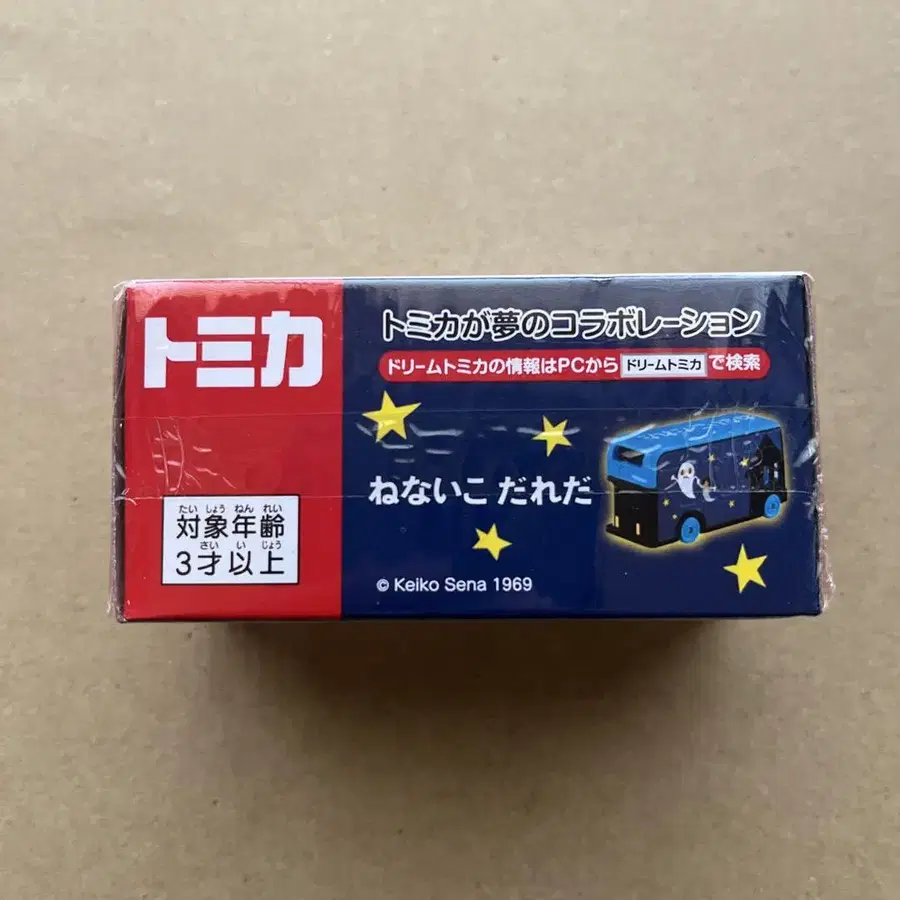 トミカ
トミカが夢のコラボレーション
ドリームトミカの情報はPCから ドリームトミカ で検索
ねないこ だれだ
たい しょう ねん れい
対象年齢
さい い じょう
3才以上
© Keiko Sena 1969